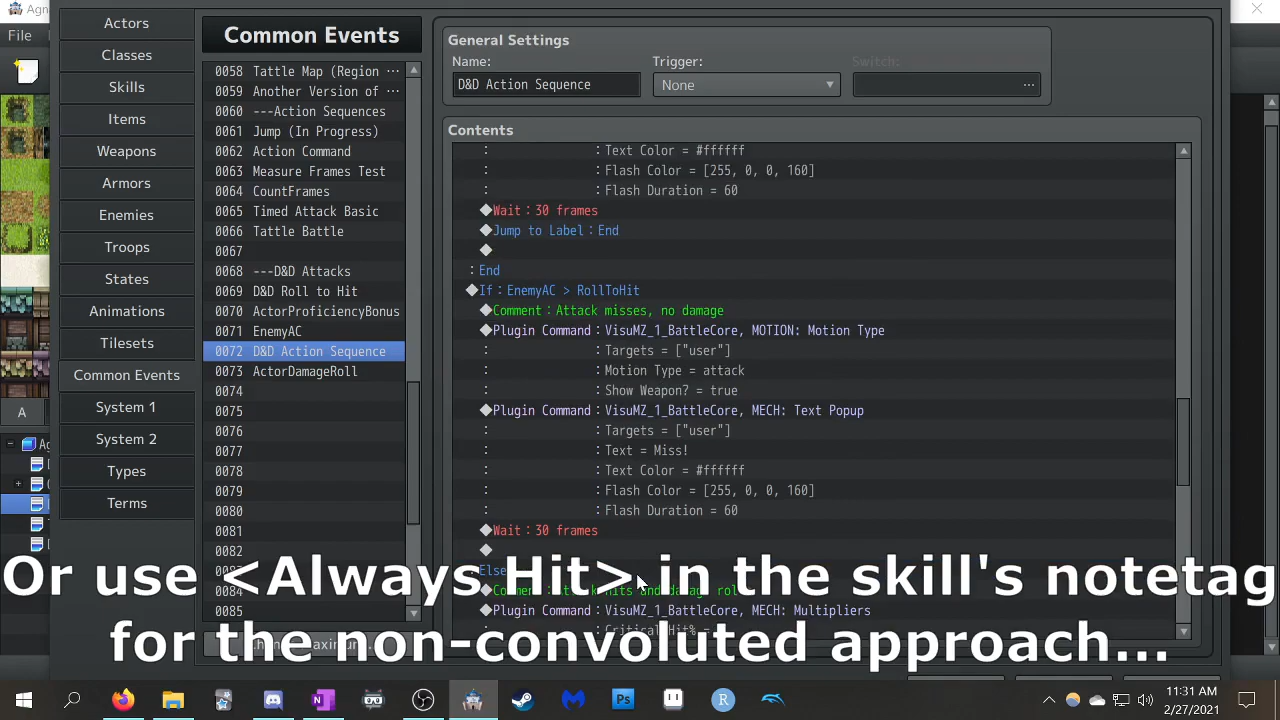 Agn
File
Actors
Classes
Skills
Items
Weapons
Armors
Enemies
Troops
States
Animations
Tilesets
Common Events
System 1
System 2
Types
Terms
A
Ag
Common Events
0058 Tattle Map (Region ...
0059 Another Version of ...
0060 ---Action Sequences
0061 Jump (In Progress)
0062 Action Command
0063 Measure Frames Test
0064 CountFrames
0065 Timed Attack Basic
0066 Tattle Battle
0067
0068 ---D&D Attacks
0069 D&D Roll to Hit
0070 ActorProficiencyBonus
0071 EnemyAC
0072 D&D Action Sequence
0073 ActorDamageRoll
0074
0075
0076
0077
0078
0079
0080
0081
0082
0084
0085
General Settings
Name:
Trigger:
Switch:
D&D Action Sequence
None
...
Contents
: : Text Color = #ffffff
: : Flash Color = [255, 0, 0, 160]
: : Flash Duration = 60
◆Wait : 30 frames
◆Jump to Label : End
◆
: End
◆If : EnemyAC > RollToHit
◆Comment : Attack misses, no damage
◆Plugin Command : VisuMZ_1_BattleCore, MOTION: Motion Type
: : Targets = ["user"]
: : Motion Type = attack
: : Show Weapon? = true
◆Plugin Command : VisuMZ_1_BattleCore, MECH: Text Popup
: : Targets = ["user"]
: : Text = Miss!
: : Text Color = #ffffff
: : Flash Color = [255, 0, 0, 160]
: : Flash Duration = 60
◆Wait : 30 frames
◆
Else
◆Plugin Command : VisuMZ_1_BattleCore, MECH: Multipliers
Or use <Always Hit> in the skill's notetag
for the non-convoluted approach...
11:31 AM
2/27/2021